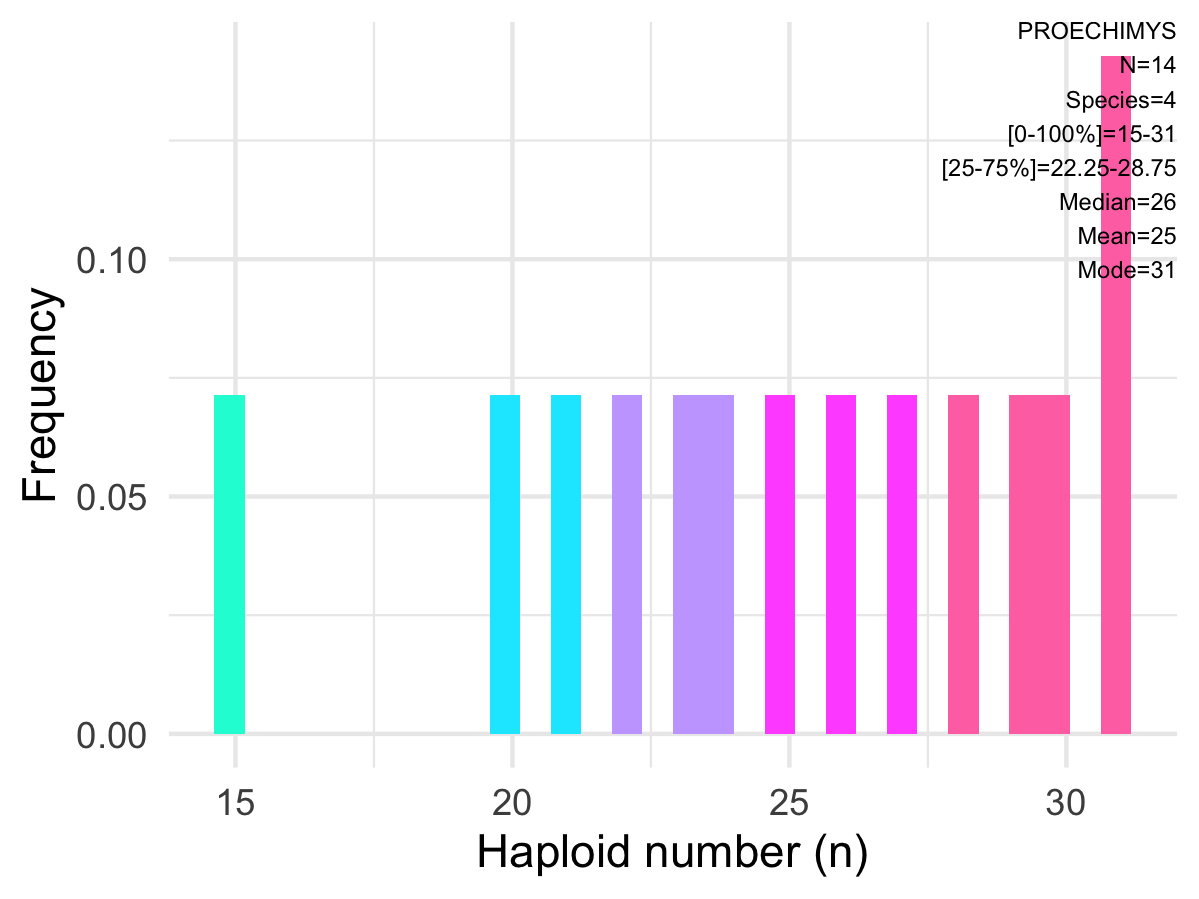 PROECHIMYS
N=14
Species=4
[0-100%]=15-31
[25-75%]=22.25-28.75
Median=26
Mean=25
Mode=31
0.10
0.05
0.00
Frequency
15 20 25 30
Haploid number (n)